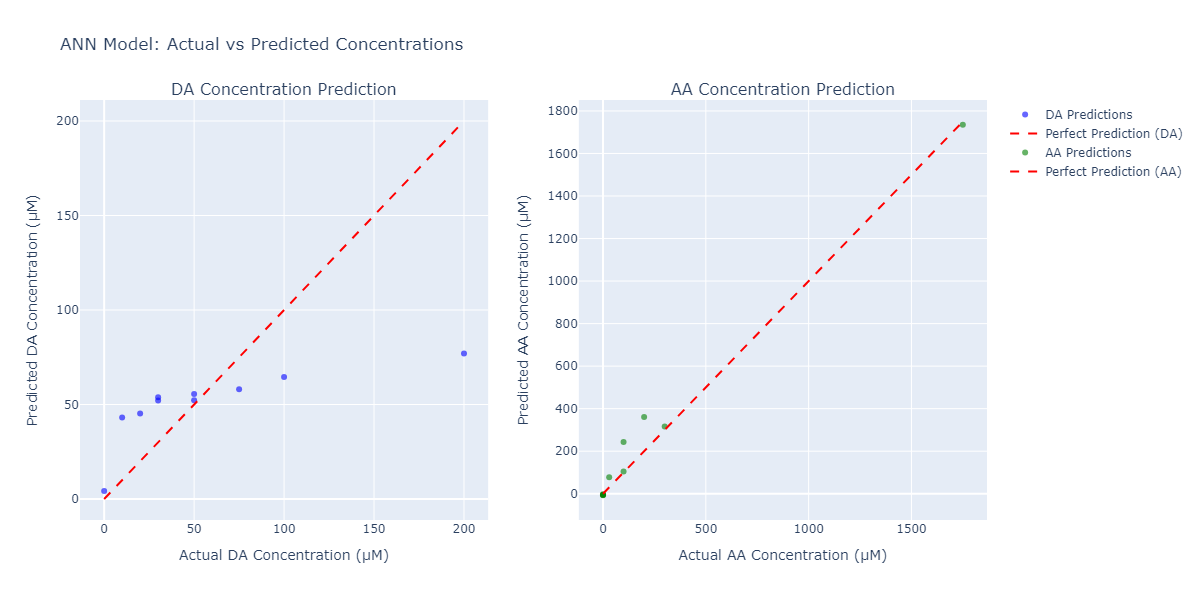 ANN Model: Actual vs Predicted Concentrations
DA Concentration Prediction
Predicted DA Concentration (μM)
200
150
100
50
0
0 50 100 150 200
Actual DA Concentration (μM)
AA Concentration Prediction
Predicted AA Concentration (μM)
1800
1600
1400
1200
1000
800
600
400
200
0
0 500 1000 1500
Actual AA Concentration (μM)
DA Predictions
Perfect Prediction (DA)
AA Predictions
Perfect Prediction (AA)